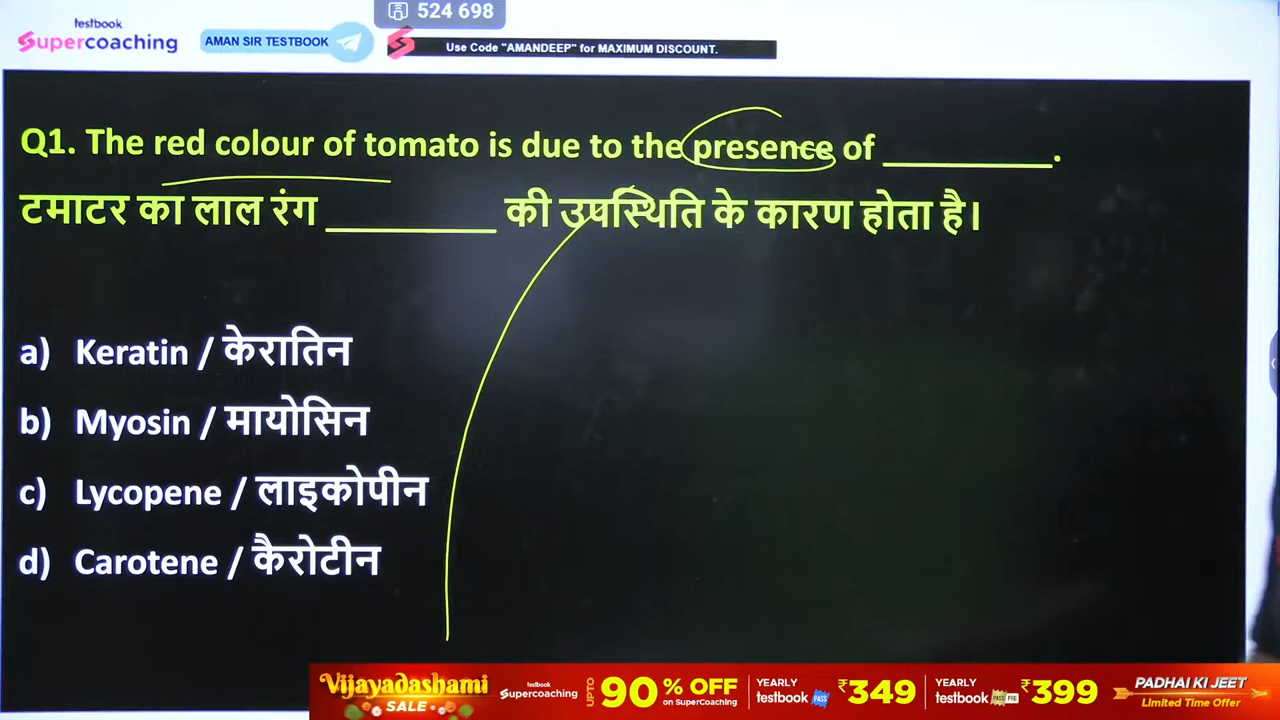 524 698
testbook
Supercoaching
AMAN SIR TESTBOOK
Use Code "AMANDEEP" for MAXIMUM DISCOUNT.
Q1. The red colour of tomato is due to the presence of __________.
टमाटर का लाल रंग __________ की उपस्थिति के कारण होता है।
a) Keratin / केरातिन
b) Myosin / मायोसिन
c) Lycopene / लाइकोपीन
d) Carotene / कैरोटीन
Vijayadashami
SALE
testbook
Supercoaching
UPTO
90% OFF
on SuperCoaching
YEARLY
testbook PASS
₹349
YEARLY
testbook PASS PRO
₹399
PADHAI KI JEET
Limited Time Offer